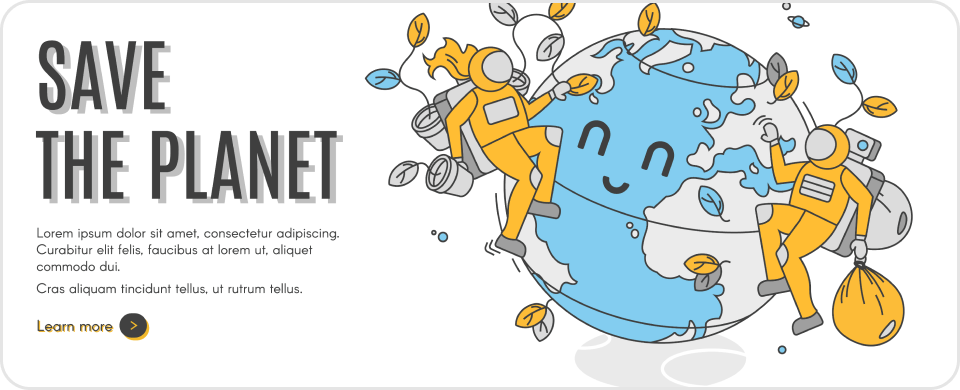 SAVE
THE PLANET
Lorem ipsum dolor sit amet, consectetur adipiscing.
Curabitur elit felis, faucibus at lorem ut, aliquet
commodo dui.
Cras aliquam tincidunt tellus, ut rutrum tellus.
Learn more >